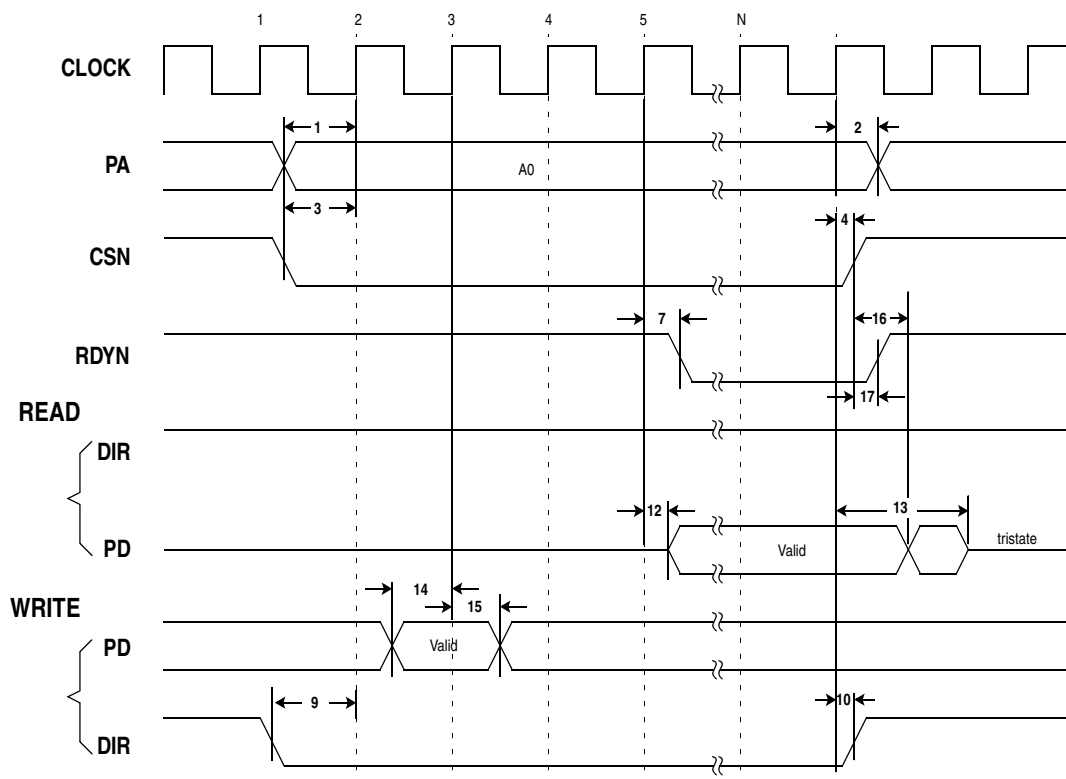 1 2 3 4 5 N
CLOCK
1 2
PA
A0
3 4
CSN
7 16
RDYN
17
READ
DIR
12 13
PD
Valid
tristate
14
WRITE
15
PD
Valid
9 10
DIR